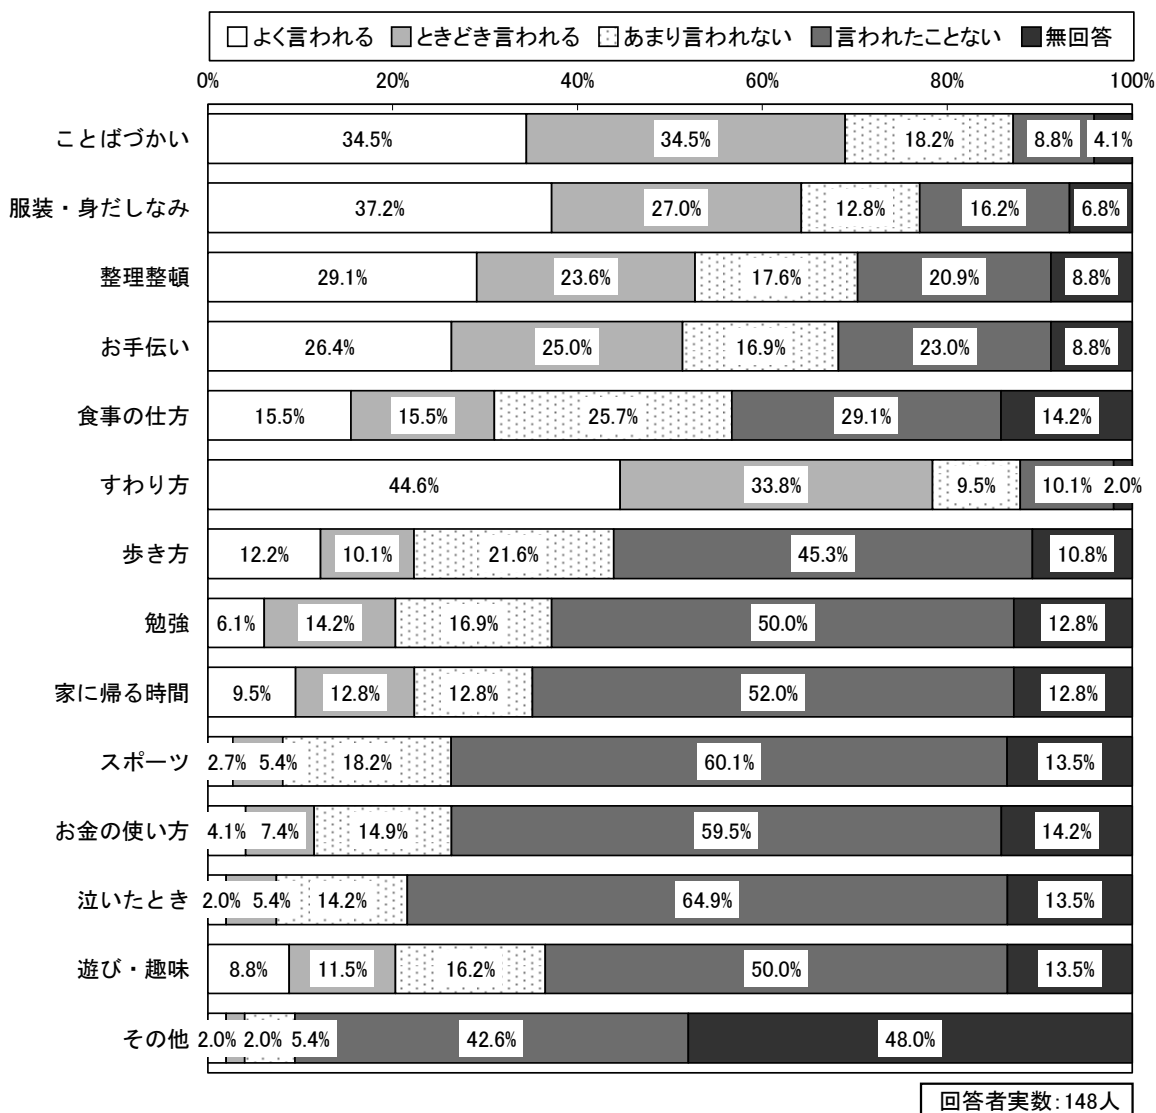 よく言われる ときどき言われる あまり言われない 言われたことない 無回答
0% 20% 40% 60% 80% 100%
ことばづかい 34.5% 34.5% 18.2% 8.8% 4.1%
服装・身だしなみ 37.2% 27.0% 12.8% 16.2% 6.8%
整理整頓 29.1% 23.6% 17.6% 20.9% 8.8%
お手伝い 26.4% 25.0% 16.9% 23.0% 8.8%
食事の仕方 15.5% 15.5% 25.7% 29.1% 14.2%
すわり方 44.6% 33.8% 9.5% 10.1% 2.0%
歩き方 12.2% 10.1% 21.6% 45.3% 10.8%
勉強 6.1% 14.2% 16.9% 50.0% 12.8%
家に帰る時間 9.5% 12.8% 12.8% 52.0% 12.8%
スポーツ 2.7% 5.4% 18.2% 60.1% 13.5%
お金の使い方 4.1% 7.4% 14.9% 59.5% 14.2%
泣いたとき 2.0% 5.4% 14.2% 64.9% 13.5%
遊び・趣味 8.8% 11.5% 16.2% 50.0% 13.5%
その他 2.0% 2.0% 5.4% 42.6% 48.0%
回答者実数:148人